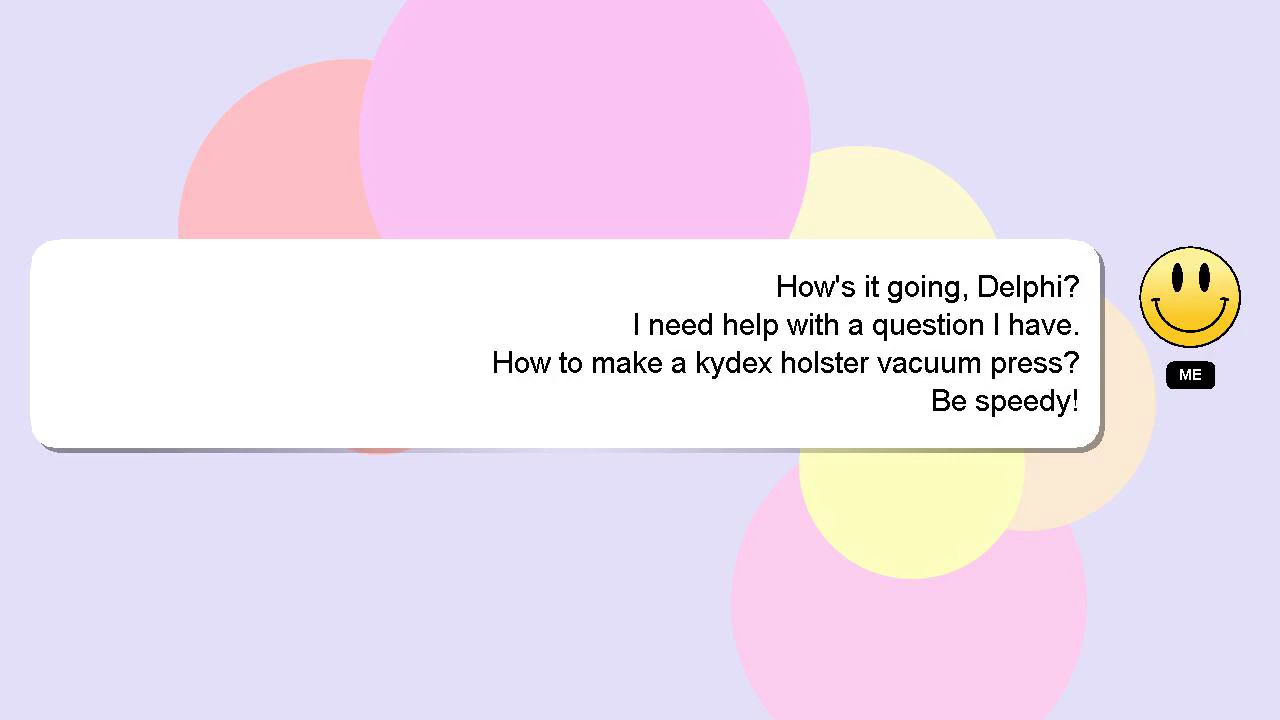 How's it going, Delphi?
I need help with a question I have.
How to make a kydex holster vacuum press?
Be speedy!
ME